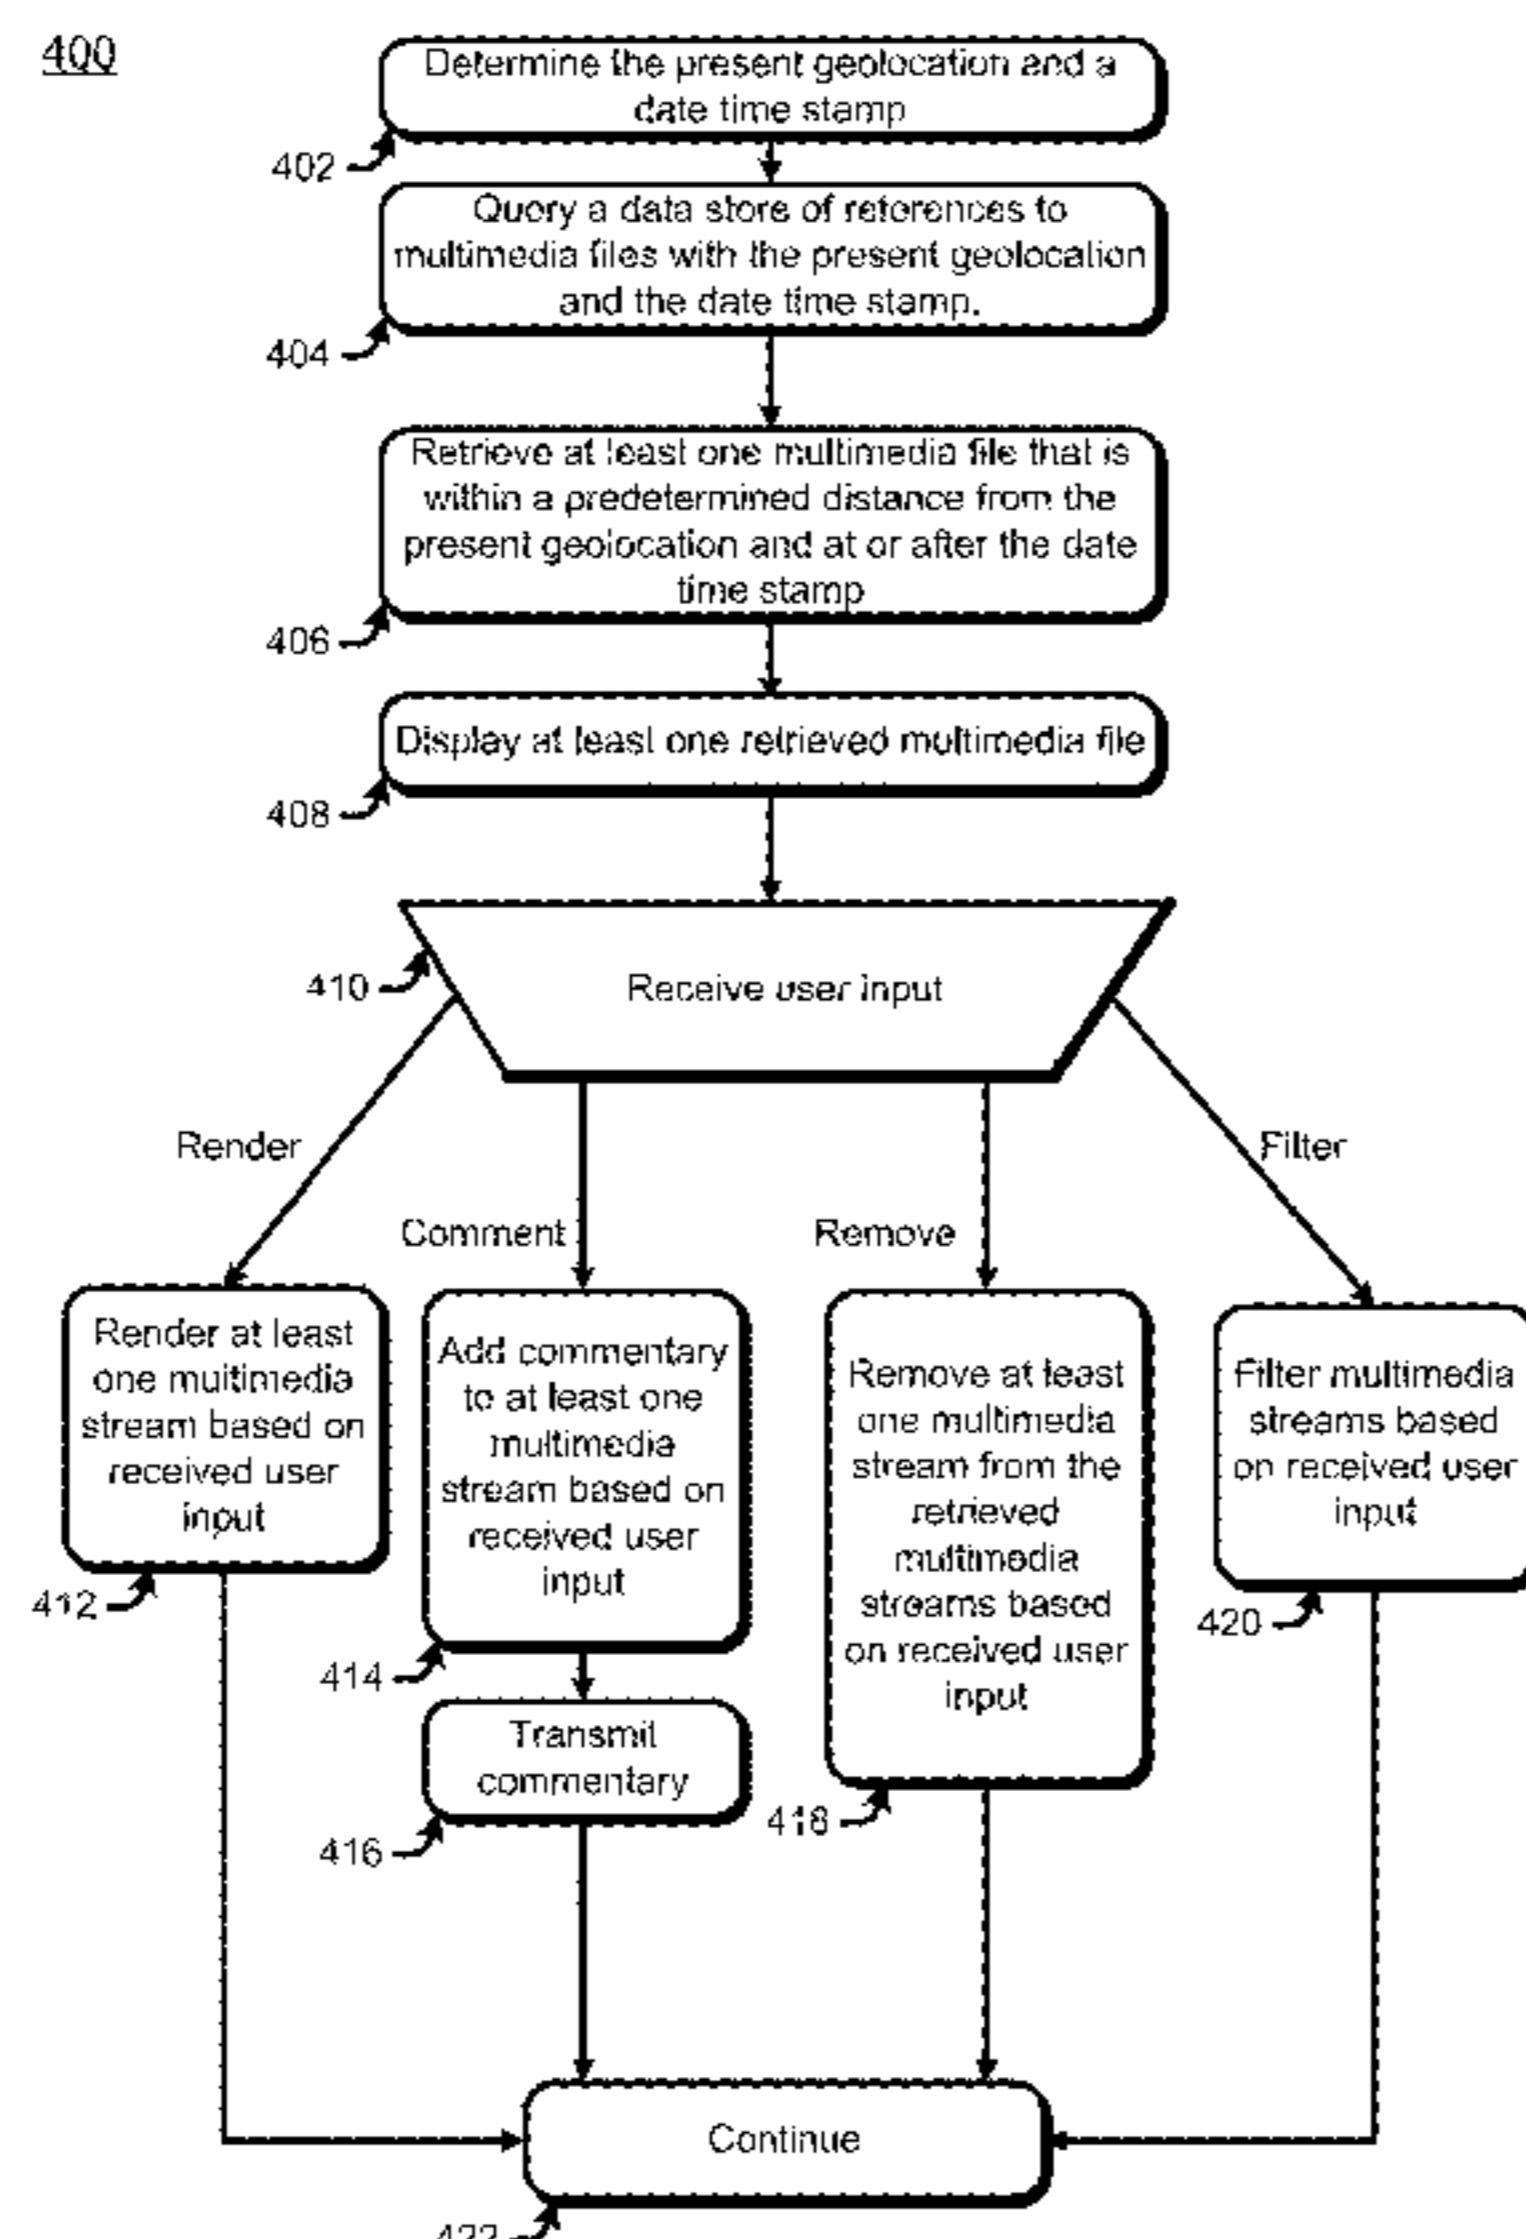 400
Determine the present geolocation and a
date time stamp
402
Query a data store of references to
multimedia files with the present geolocation
and the date time stamp.
404
Retrieve at least one multimedia file that is
within a predetermined distance from the
present geolocation and at or after the date
time stamp
406
Display at least one retrieved multimedia file
408
410
Receive user input
Render
Filter
Comment
Remove
Render at least
one multimedia
stream based on
received user
input
412
Add commentary
to at least one
multimedia
stream based on
received user
input
414
Transmit
commentary
416
Remove at least
one multimedia
stream from the
retrieved
multimedia
streams based
on received user
input
418
Filter multimedia
streams based
on received user
input
420
Continue
422